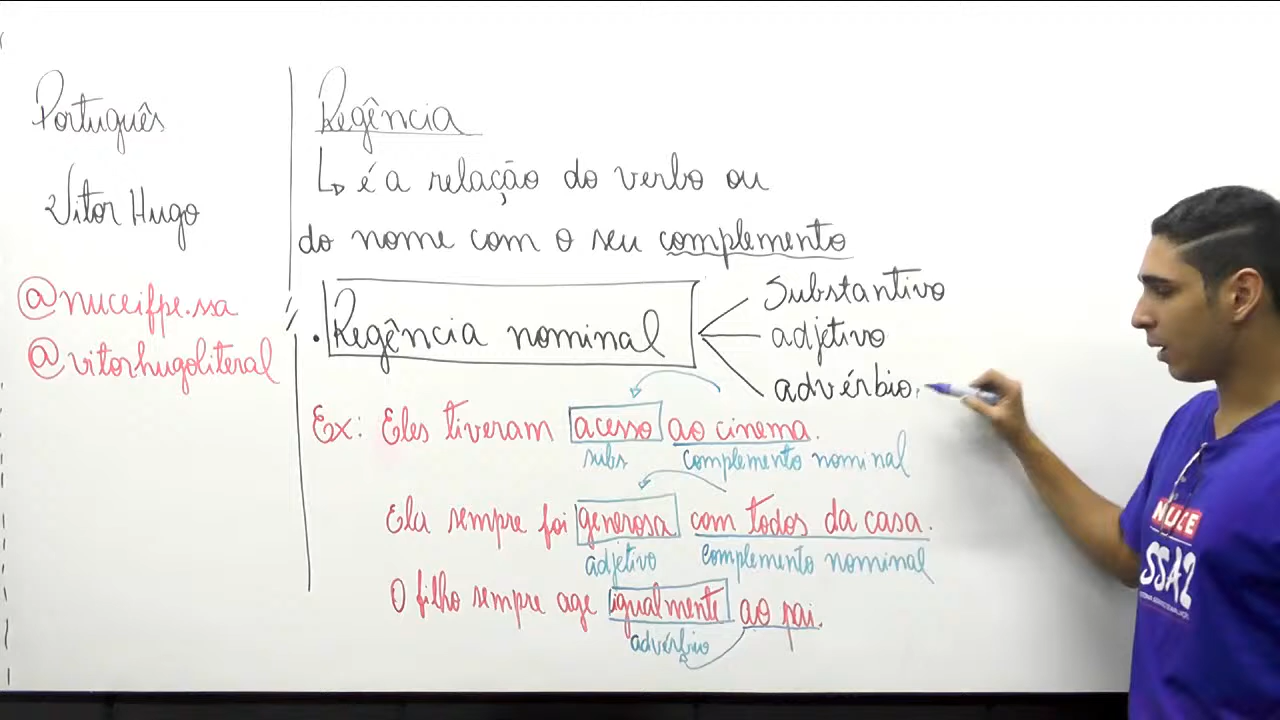 Português
Vitor Hugo
@nuceifpe.ssa
@vitorhugoliteral
Regência
↳ é a relação do verbo ou
do nome com o seu complemento
• Regência nominal
Substantivo
adjetivo
advérbio.
Ex: Eles tiveram acesso ao cinema.
subs complemento nominal
Ela sempre foi generosa com todos da casa.
adjetivo complemento nominal
O filho sempre age igualmente ao pai.
advérbio
NUCE
SSA2